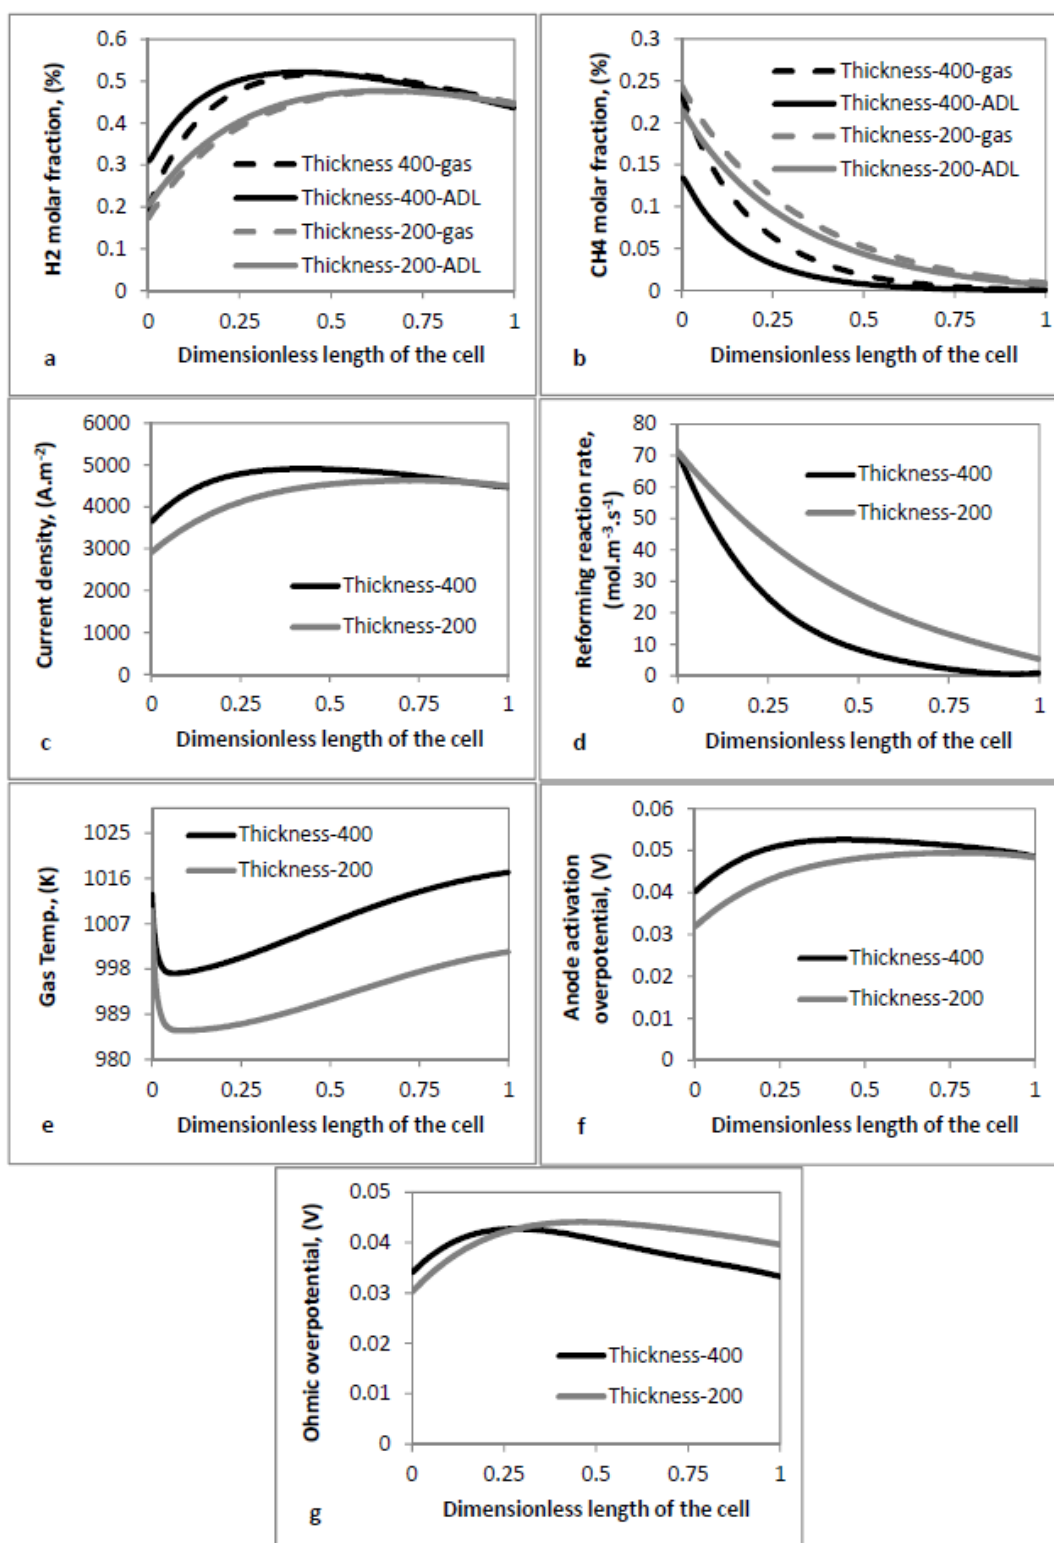 0.6
0.5
0.4
0.3
0.2
0.1
0
H2 molar fraction, (%)
Thickness 400-gas
Thickness-400-ADL
Thickness-200-gas
Thickness-200-ADL
0 0.25 0.5 0.75 1
Dimensionless length of the cell
a
0.3
0.25
0.2
0.15
0.1
0.05
0
CH4 molar fraction, (%)
Thickness-400-gas
Thickness-400-ADL
Thickness-200-gas
Thickness-200-ADL
0 0.25 0.5 0.75 1
Dimensionless length of the cell
b
6000
5000
4000
3000
2000
1000
0
Current density, (A.m⁻²)
Thickness-400
Thickness-200
0 0.25 0.5 0.75 1
Dimensionless length of the cell
c
80
70
60
50
40
30
20
10
0
Reforming reaction rate,
(mol.m⁻³.s⁻¹)
Thickness-400
Thickness-200
0 0.25 0.5 0.75 1
Dimensionless length of the cell
d
1025
1016
1007
998
989
980
Gas Temp., (K)
Thickness-400
Thickness-200
0 0.25 0.5 0.75 1
Dimensionless length of the cell
e
0.06
0.05
0.04
0.03
0.02
0.01
0
Anode activation
overpotential, (V)
Thickness-400
Thickness-200
0 0.25 0.5 0.75 1
Dimensionless length of the cell
f
0.05
0.04
0.03
0.02
0.01
0
Ohmic overpotential, (V)
Thickness-400
Thickness-200
0 0.25 0.5 0.75 1
Dimensionless length of the cell
g